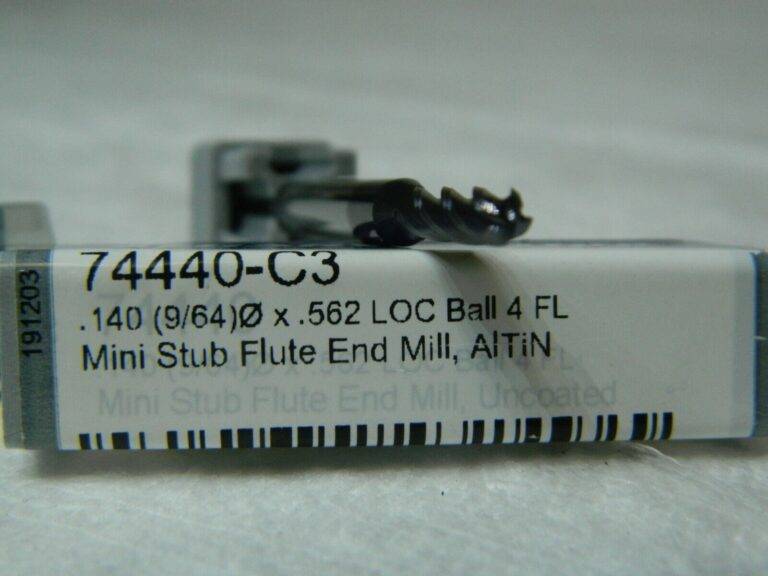 74440-C3
.140 (9/64)Ø x .562 LOC Ball 4 FL
Mini Stub Flute End Mill, AlTiN
Mini Stub Flute End Mill, Uncoated
191203